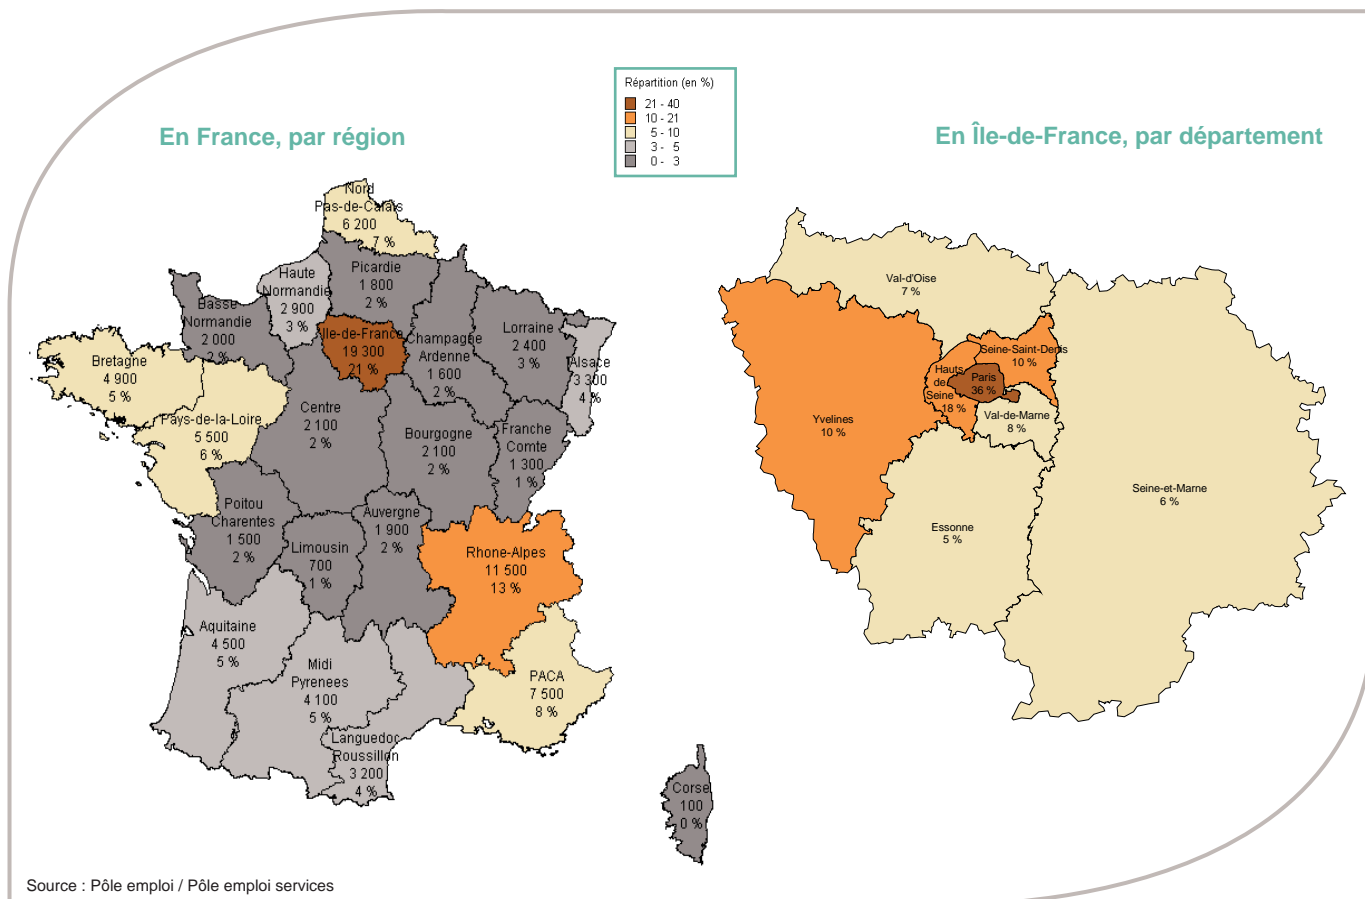 Répartition (en %)
21 - 40
10 - 21
5 - 10
3 - 5
0 - 3
En France, par région
En Île-de-France, par département
Nord
Pas-de-Calais
6 200
7 %
Picardie
1 800
2 %
Haute
Normandie
2 900
3 %
Basse
Normandie
2 000
2 %
Ile-de-France
19 300
21 %
Champagne
Ardenne
1 600
2 %
Lorraine
2 400
3 %
Alsace
3 300
4 %
Bretagne
4 900
5 %
Pays-de-la-Loire
5 500
6 %
Centre
2 100
2 %
Bourgogne
2 100
2 %
Franche
Comte
1 300
1 %
Poitou
Charentes
1 500
2 %
Limousin
700
1 %
Auvergne
1 900
2 %
Rhone-Alpes
11 500
13 %
Aquitaine
4 500
5 %
Midi
Pyrenees
4 100
5 %
Languedoc
Roussillon
3 200
4 %
PACA
7 500
8 %
Corse
100
0 %
Val-d'Oise
7 %
Seine-Saint-Denis
10 %
Hauts
de
Seine
18 %
Paris
36 %
Val-de-Marne
8 %
Yvelines
10 %
Essonne
5 %
Seine-et-Marne
6 %
Source : Pôle emploi / Pôle emploi services